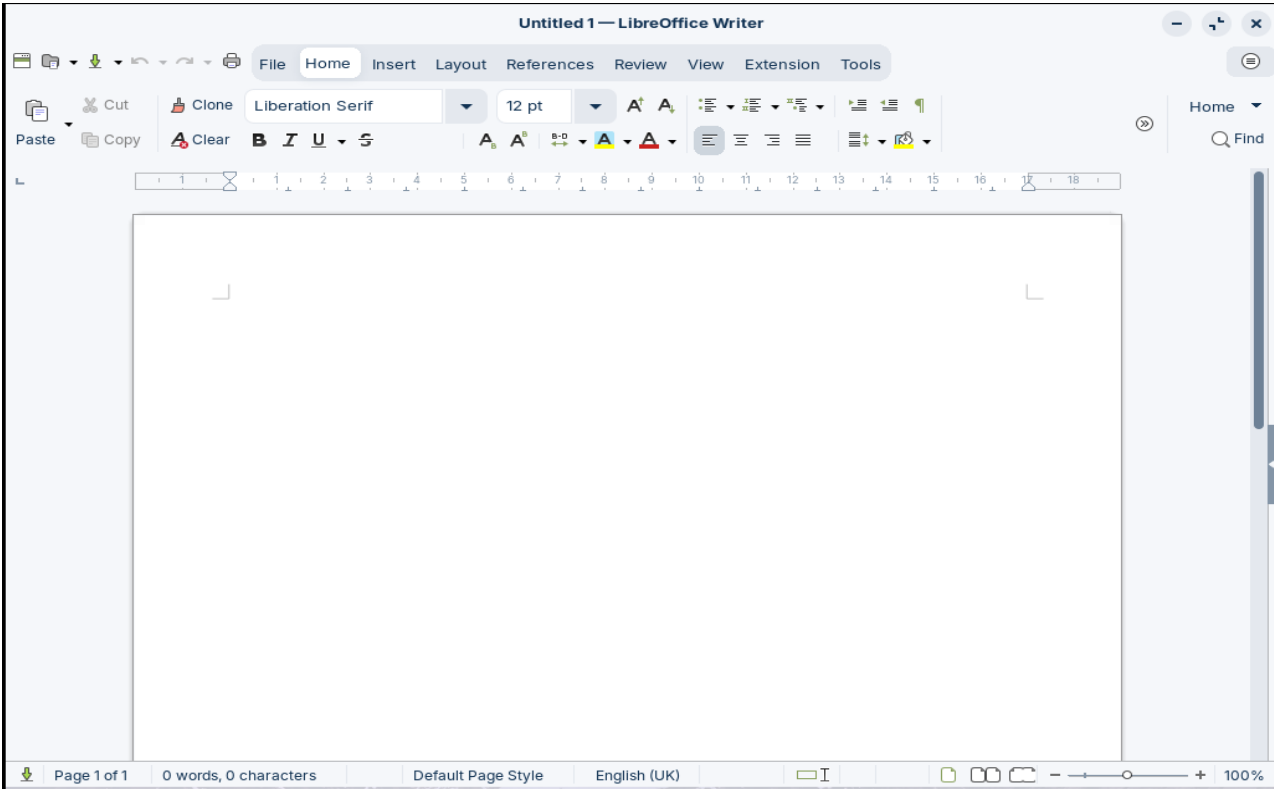 Untitled 1 — LibreOffice Writer
File Home Insert Layout References Review View Extension Tools
Cut Clone Liberation Serif 12 pt Home
Paste Copy Clear Find
1 1 2 3 4 5 6 7 8 9 10 11 12 13 14 15 16 17 18
Page 1 of 1 0 words, 0 characters Default Page Style English (UK) 100%